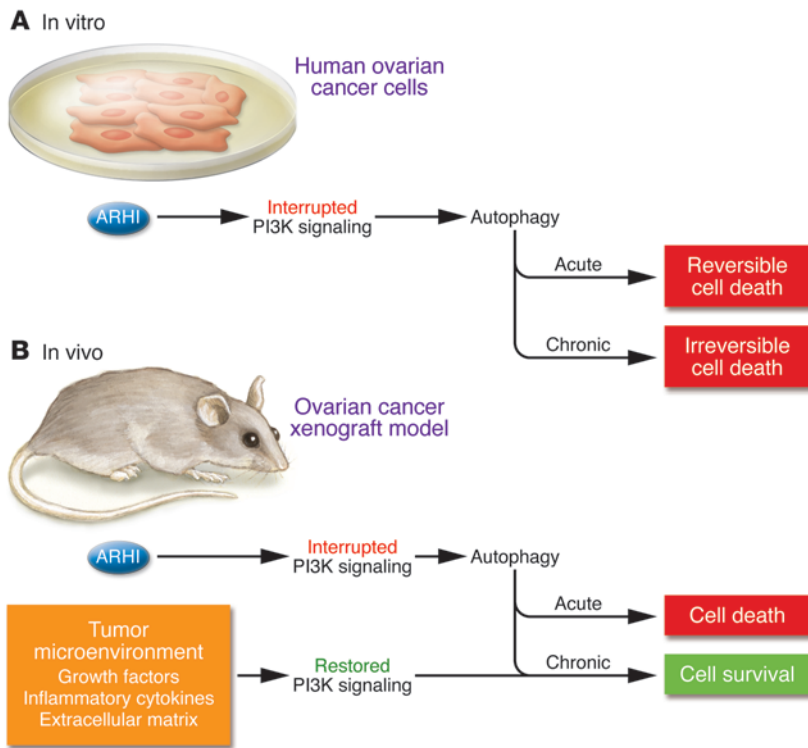 A In vitro
Human ovarian
cancer cells
ARHI
Interrupted
PI3K signaling
Autophagy
Acute
Reversible
cell death
Chronic
Irreversible
cell death
B In vivo
Ovarian cancer
xenograft model
ARHI
Interrupted
PI3K signaling
Autophagy
Acute
Cell death
Tumor
microenvironment
Growth factors
Inflammatory cytokines
Extracellular matrix
Restored
PI3K signaling
Chronic
Cell survival